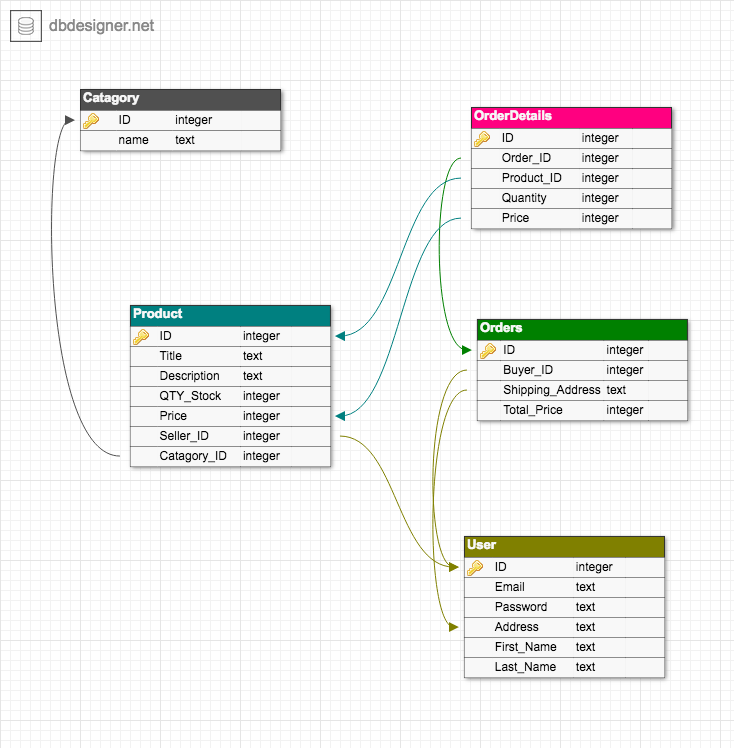 dbdesigner.net
Catagory
ID integer
name text
OrderDetails
ID integer
Order_ID integer
Product_ID integer
Quantity integer
Price integer
Product
ID integer
Title text
Description text
QTY_Stock integer
Price integer
Seller_ID integer
Catagory_ID integer
Orders
ID integer
Buyer_ID integer
Shipping_Address text
Total_Price integer
User
ID integer
Email text
Password text
Address text
First_Name text
Last_Name text